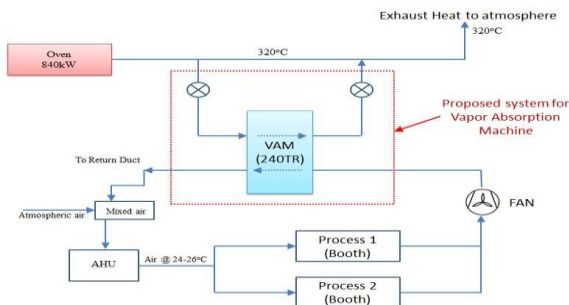 Exhaust Heat to atmosphere
320°C
Oven
840kW
320°C
Proposed system for
Vapor Absorption
Machine
VAM
(240TR)
To Return Duct
FAN
Atmospheric air
Mixed air
AHU
Air @ 24-26°C
Process 1
(Booth)
Process 2
(Booth)